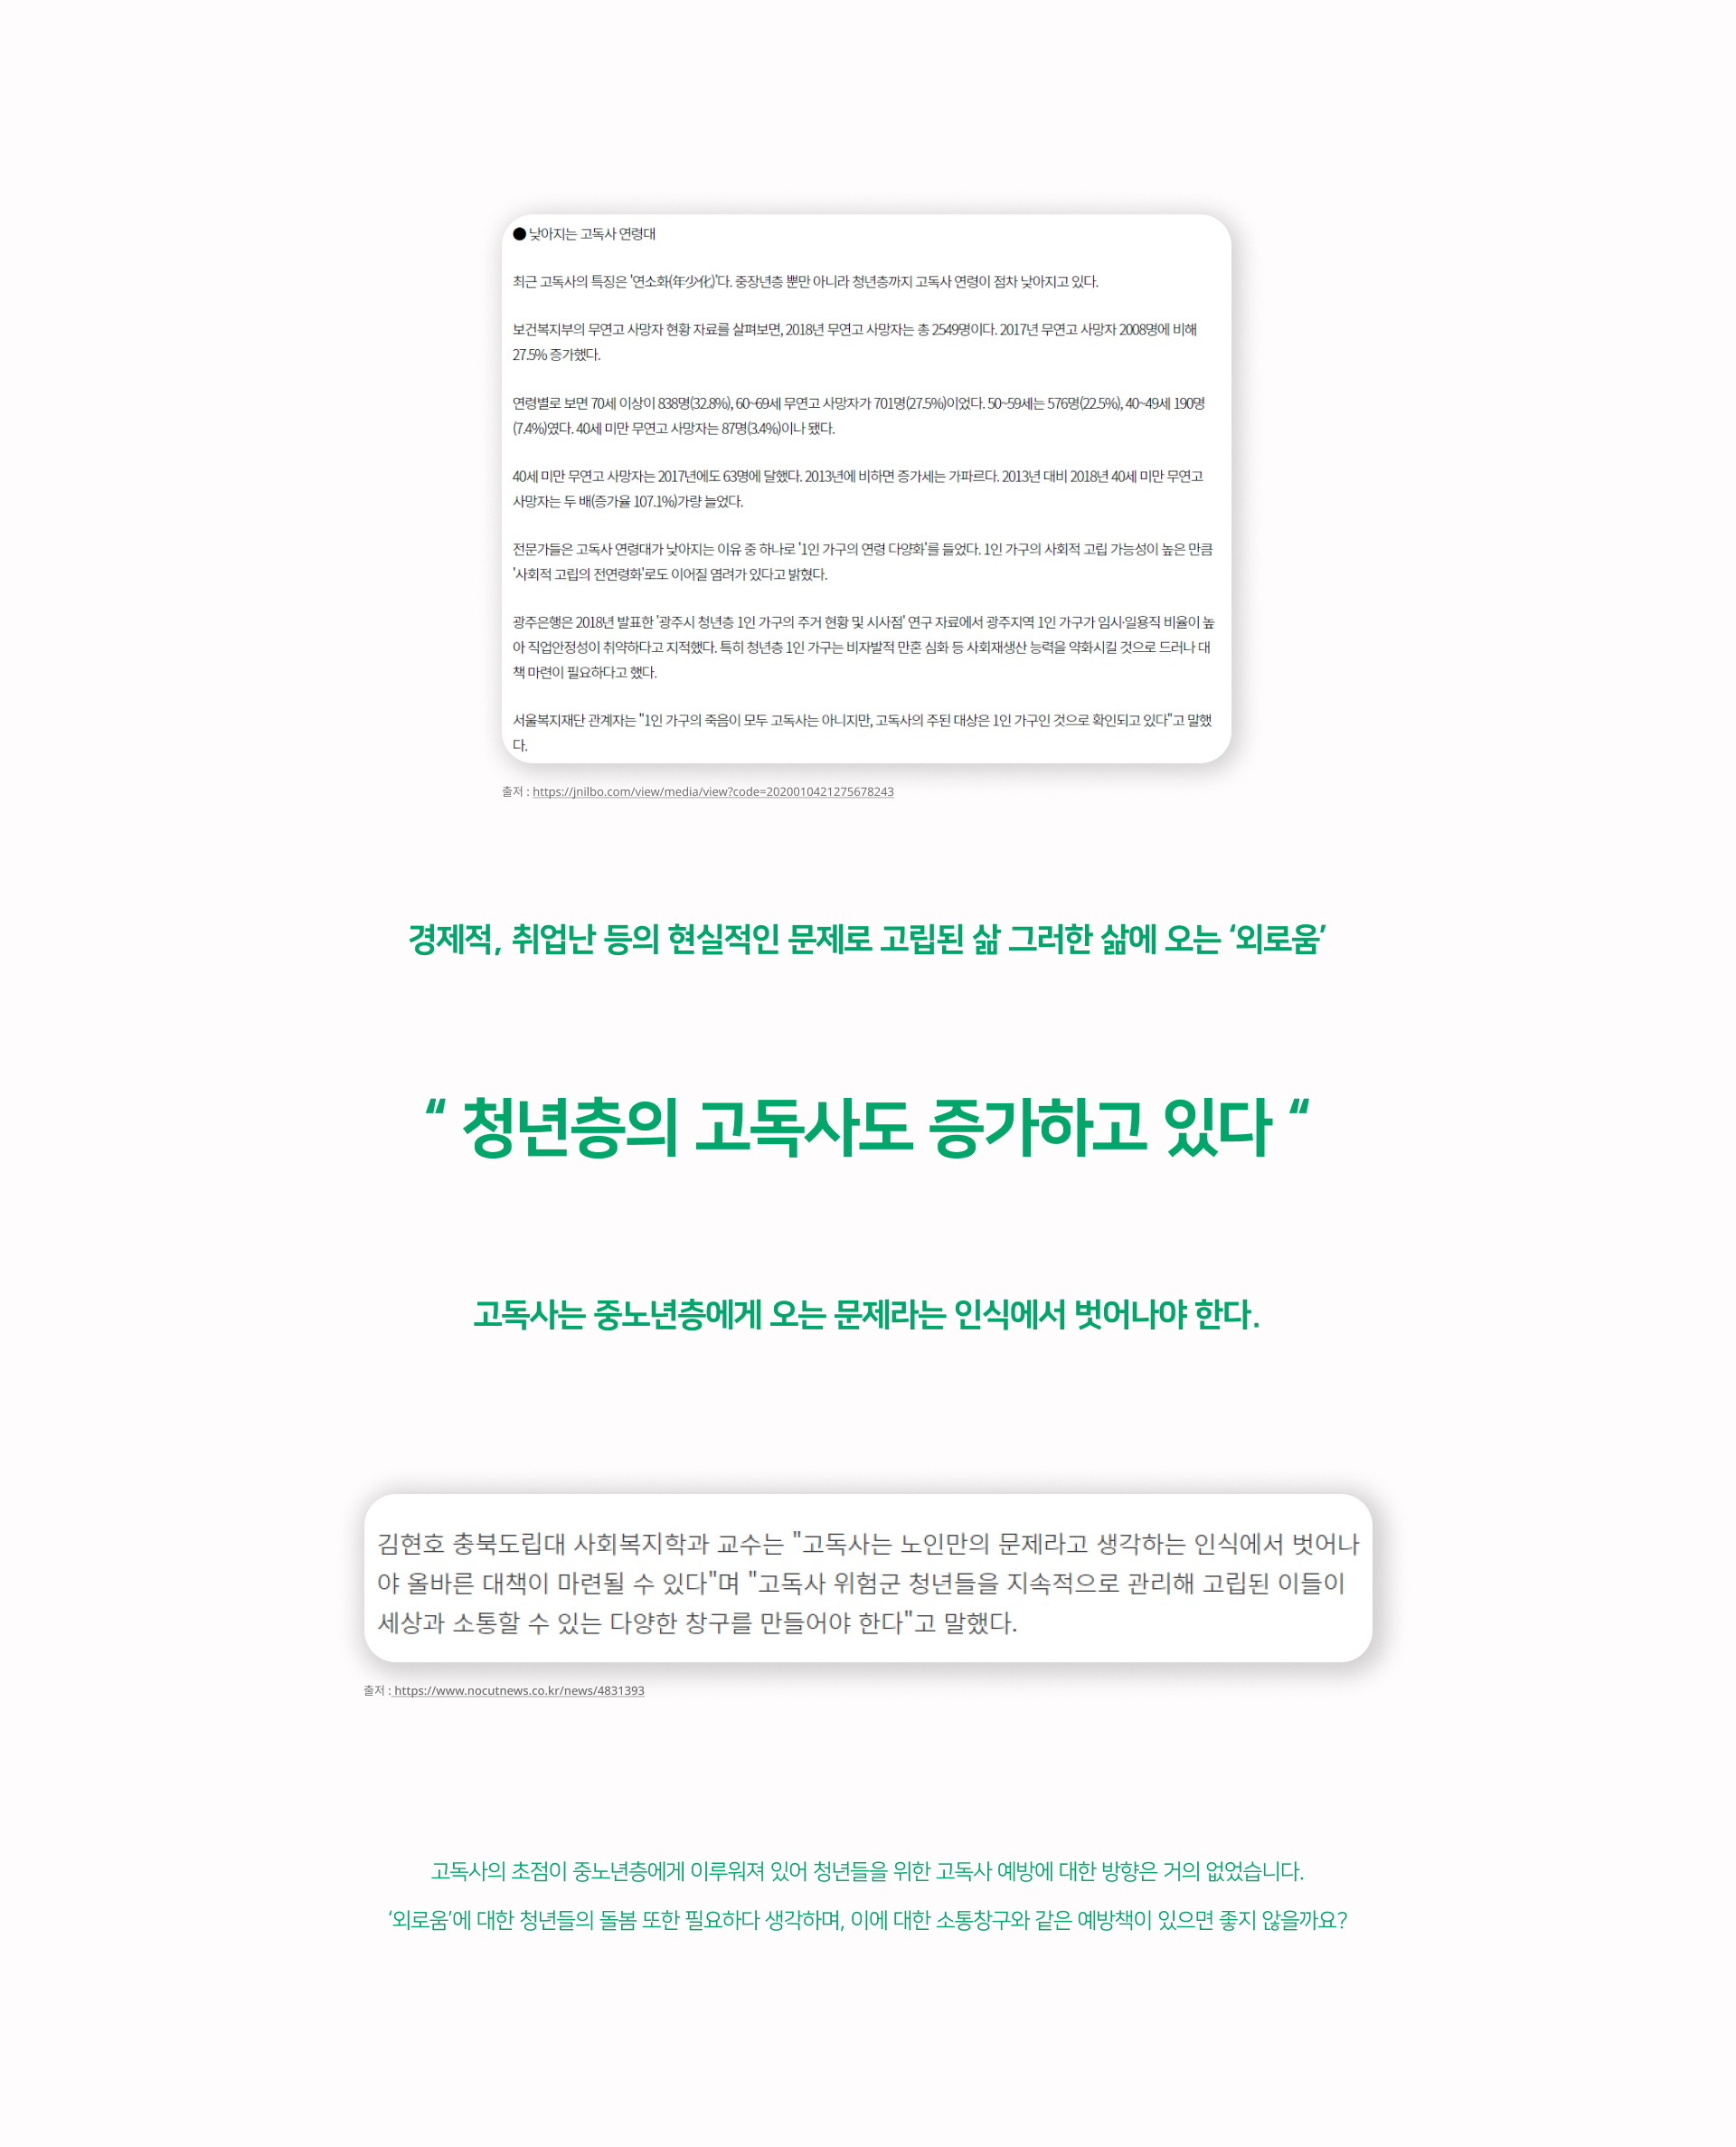 ● 낮아지는 고독사 연령대
최근 고독사의 특징은 '연소화(年少化)'다. 중장년층 뿐만 아니라 청년층까지 고독사 연령이 점차 낮아지고 있다.
보건복지부의 무연고 사망자 현황 자료를 살펴보면, 2018년 무연고 사망자는 총 2549명이다. 2017년 무연고 사망자 2008명에 비해
27.5% 증가했다.
연령별로 보면 70세 이상이 838명(32.8%), 60~69세 무연고 사망자가 701명(27.5%)이었다. 50~59세는 576명(22.5%), 40~49세 190명
(7.4%)였다. 40세 미만 무연고 사망자는 87명(3.4%)이나 됐다.
40세 미만 무연고 사망자는 2017년에도 63명에 달했다. 2013년에 비하면 증가세는 가파르다. 2013년 대비 2018년 40세 미만 무연고
사망자는 두 배(증가율 107.1%)가량 늘었다.
전문가들은 고독사 연령대가 낮아지는 이유 중 하나로 '1인 가구의 연령 다양화'를 들었다. 1인 가구의 사회적 고립 가능성이 높은 만큼
'사회적 고립의 전연령화'로도 이어질 염려가 있다고 밝혔다.
광주은행은 2018년 발표한 '광주시 청년층 1인 가구의 주거 현황 및 시사점' 연구 자료에서 광주지역 1인 가구가 임시·일용직 비율이 높
아 직업안정성이 취약하다고 지적했다. 특히 청년층 1인 가구는 비자발적 만혼 심화 등 사회재생산 능력을 약화시킬 것으로 드러나 대
책 마련이 필요하다고 했다.
서울복지재단 관계자는 "1인 가구의 죽음이 모두 고독사는 아니지만, 고독사의 주된 대상은 1인 가구인 것으로 확인되고 있다"고 말했
다.
출저 : https://jnilbo.com/view/media/view?code=2020010421275678243
경제적, 취업난 등의 현실적인 문제로 고립된 삶 그러한 삶에 오는 ‘외로움’
“ 청년층의 고독사도 증가하고 있다 “
고독사는 중노년층에게 오는 문제라는 인식에서 벗어나야 한다.
김현호 충북도립대 사회복지학과 교수는 "고독사는 노인만의 문제라고 생각하는 인식에서 벗어나
야 올바른 대책이 마련될 수 있다"며 "고독사 위험군 청년들을 지속적으로 관리해 고립된 이들이
세상과 소통할 수 있는 다양한 창구를 만들어야 한다"고 말했다.
출저 : https://www.nocutnews.co.kr/news/4831393
고독사의 초점이 중노년층에게 이루워져 있어 청년들을 위한 고독사 예방에 대한 방향은 거의 없었습니다.
‘외로움’에 대한 청년들의 돌봄 또한 필요하다 생각하며, 이에 대한 소통창구와 같은 예방책이 있으면 좋지 않을까요?